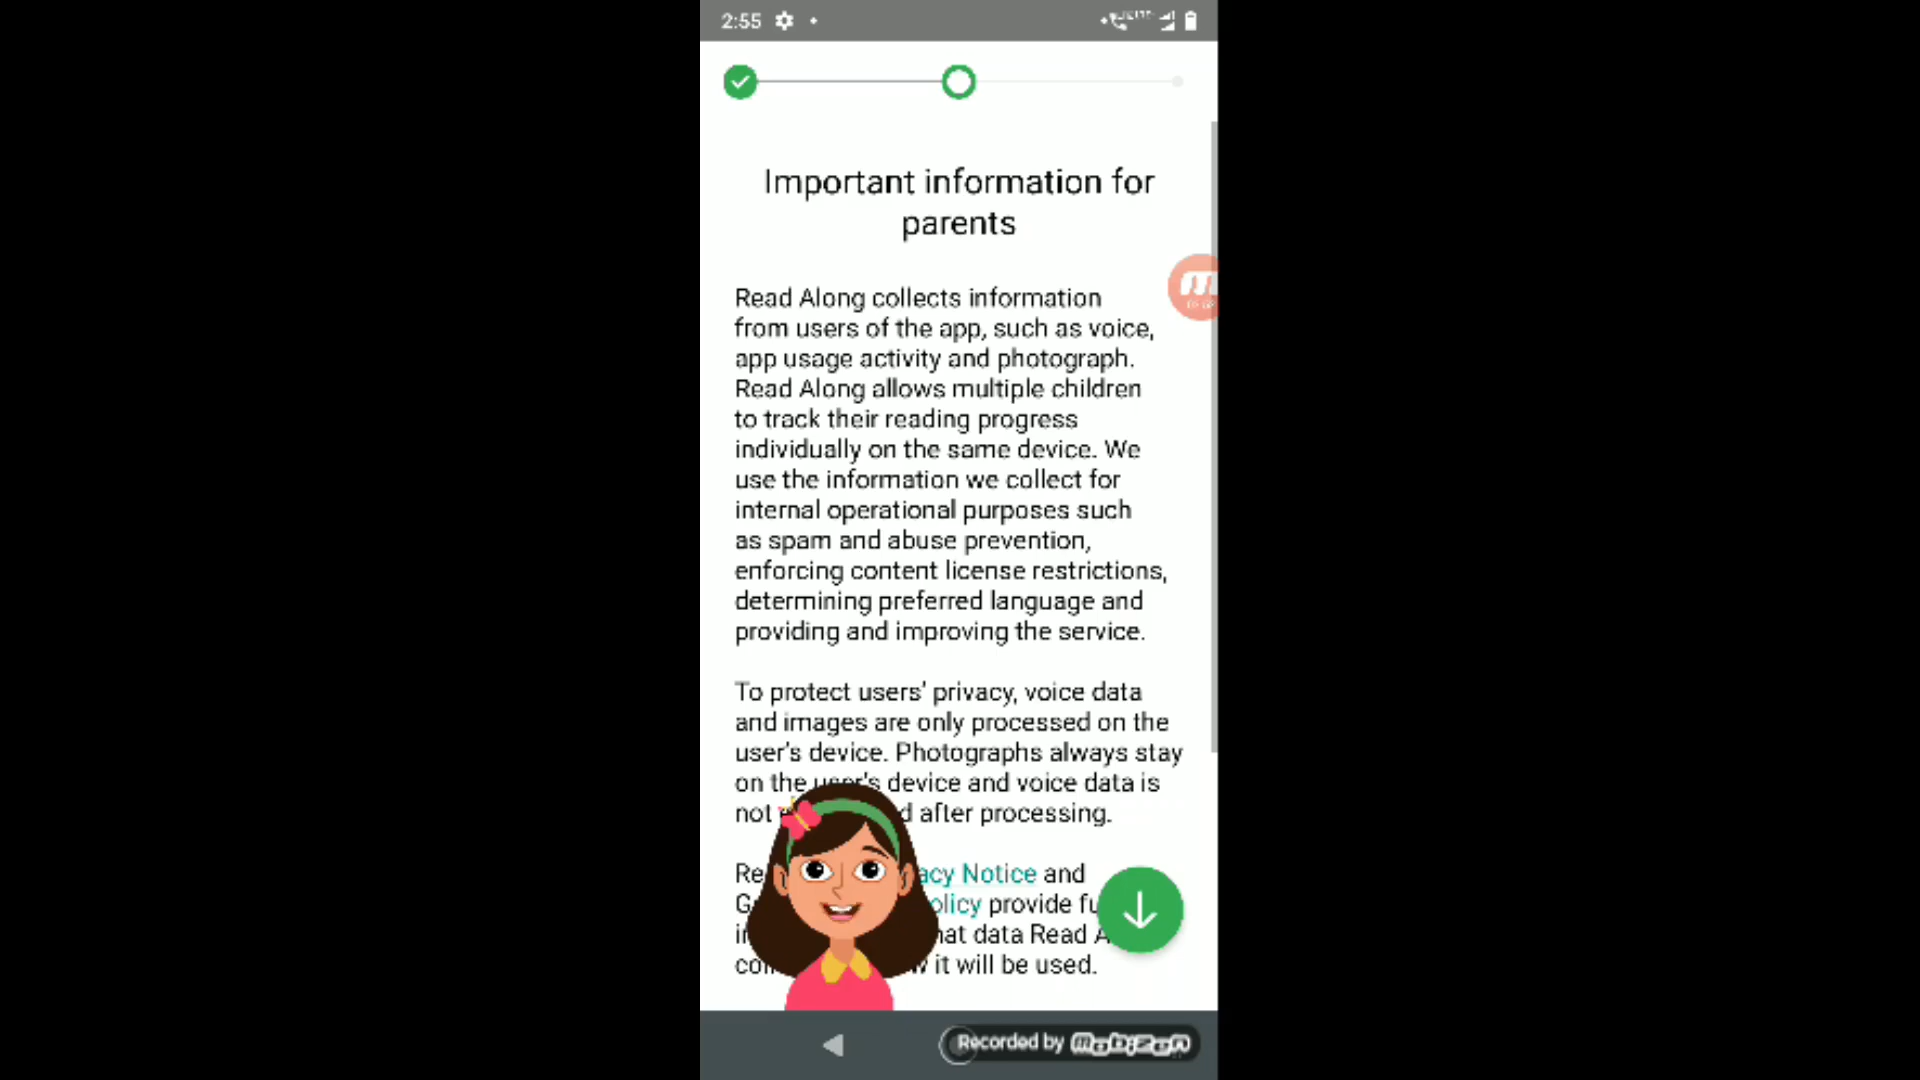 2:55
Important information for
parents
Read Along collects information
from users of the app, such as voice,
app usage activity and photograph.
Read Along allows multiple children
to track their reading progress
individually on the same device. We
use the information we collect for
internal operational purposes such
as spam and abuse prevention,
enforcing content license restrictions,
determining preferred language and
providing and improving the service.
To protect users' privacy, voice data
and images are only processed on the
user's device. Photographs always stay
on the user's device and voice data is
not after processing.
Notice and
provide
data Read
it will be used.
Recorded by mobizen